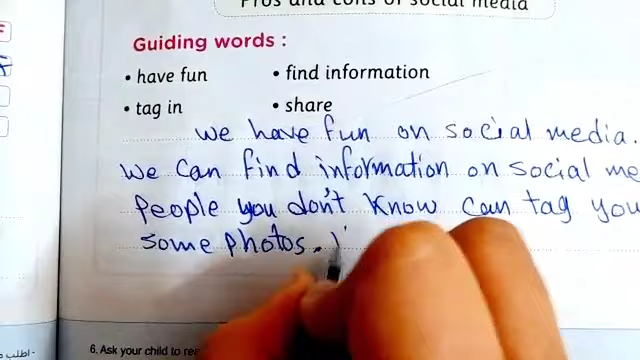 Pros and cons of social media
Guiding words :
• have fun • find information
• tag in • share
we have fun on social media.
We can find information on social me
People you don't know can tag you
some photos.
6. Ask your child to rea
- اطلب م